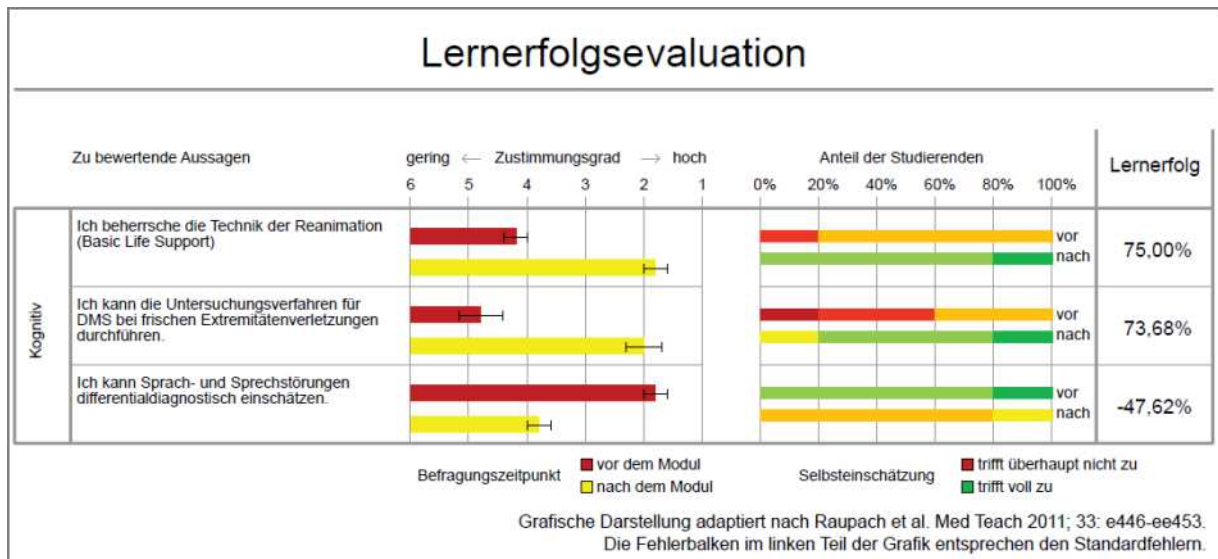 Lernerfolgsevaluation
Zu bewertende Aussagen
gering ← Zustimmungsgrad → hoch
Anteil der Studierenden
Lernerfolg
6 5 4 3 2 1
0% 20% 40% 60% 80% 100%
Kognitiv
Ich beherrsche die Technik der Reanimation
(Basic Life Support)
vor
nach
75,00%
Ich kann die Untersuchungsverfahren für
DMS bei frischen Extremitätenverletzungen
durchführen.
vor
nach
73,68%
Ich kann Sprach- und Sprechstörungen
differentialdiagnostisch einschätzen.
vor
nach
-47,62%
Befragungszeitpunkt
vor dem Modul
nach dem Modul
Selbsteinschätzung
trifft überhaupt nicht zu
trifft voll zu
Grafische Darstellung adaptiert nach Raupach et al. Med Teach 2011; 33: e446-ee453.
Die Fehlerbalken im linken Teil der Grafik entsprechen den Standardfehlern.